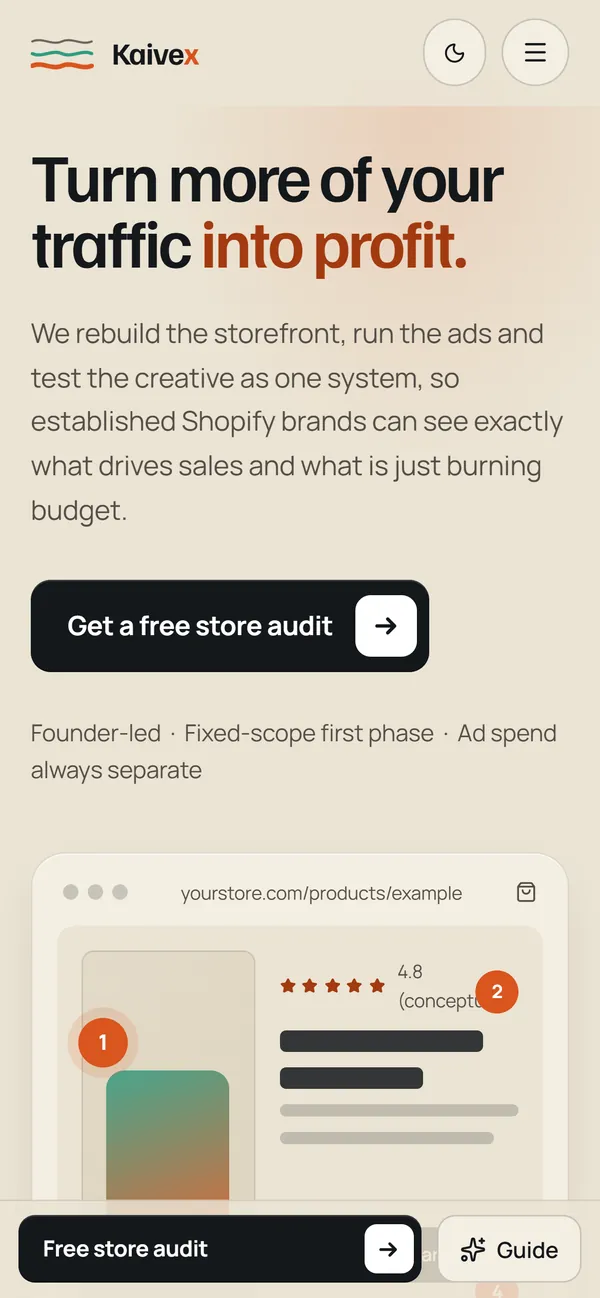 Kaivex
Turn more of your
traffic into profit.
We rebuild the storefront, run the ads and
test the creative as one system, so
established Shopify brands can see exactly
what drives sales and what is just burning
budget.
Get a free store audit
Founder-led · Fixed-scope first phase · Ad spend
always separate
yourstore.com/products/example
4.8
2
1
Free store audit
Guide
4